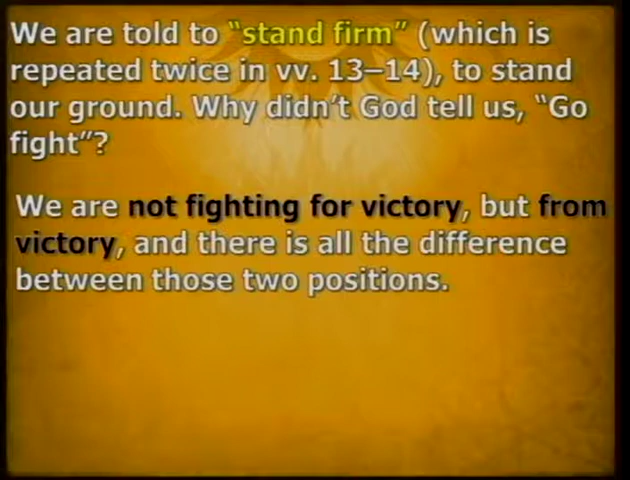 We are told to “stand firm” (which is
repeated twice in vv. 13–14), to stand
our ground. Why didn’t God tell us, “Go
fight”?
We are not fighting for victory, but from
victory, and there is all the difference
between those two positions.